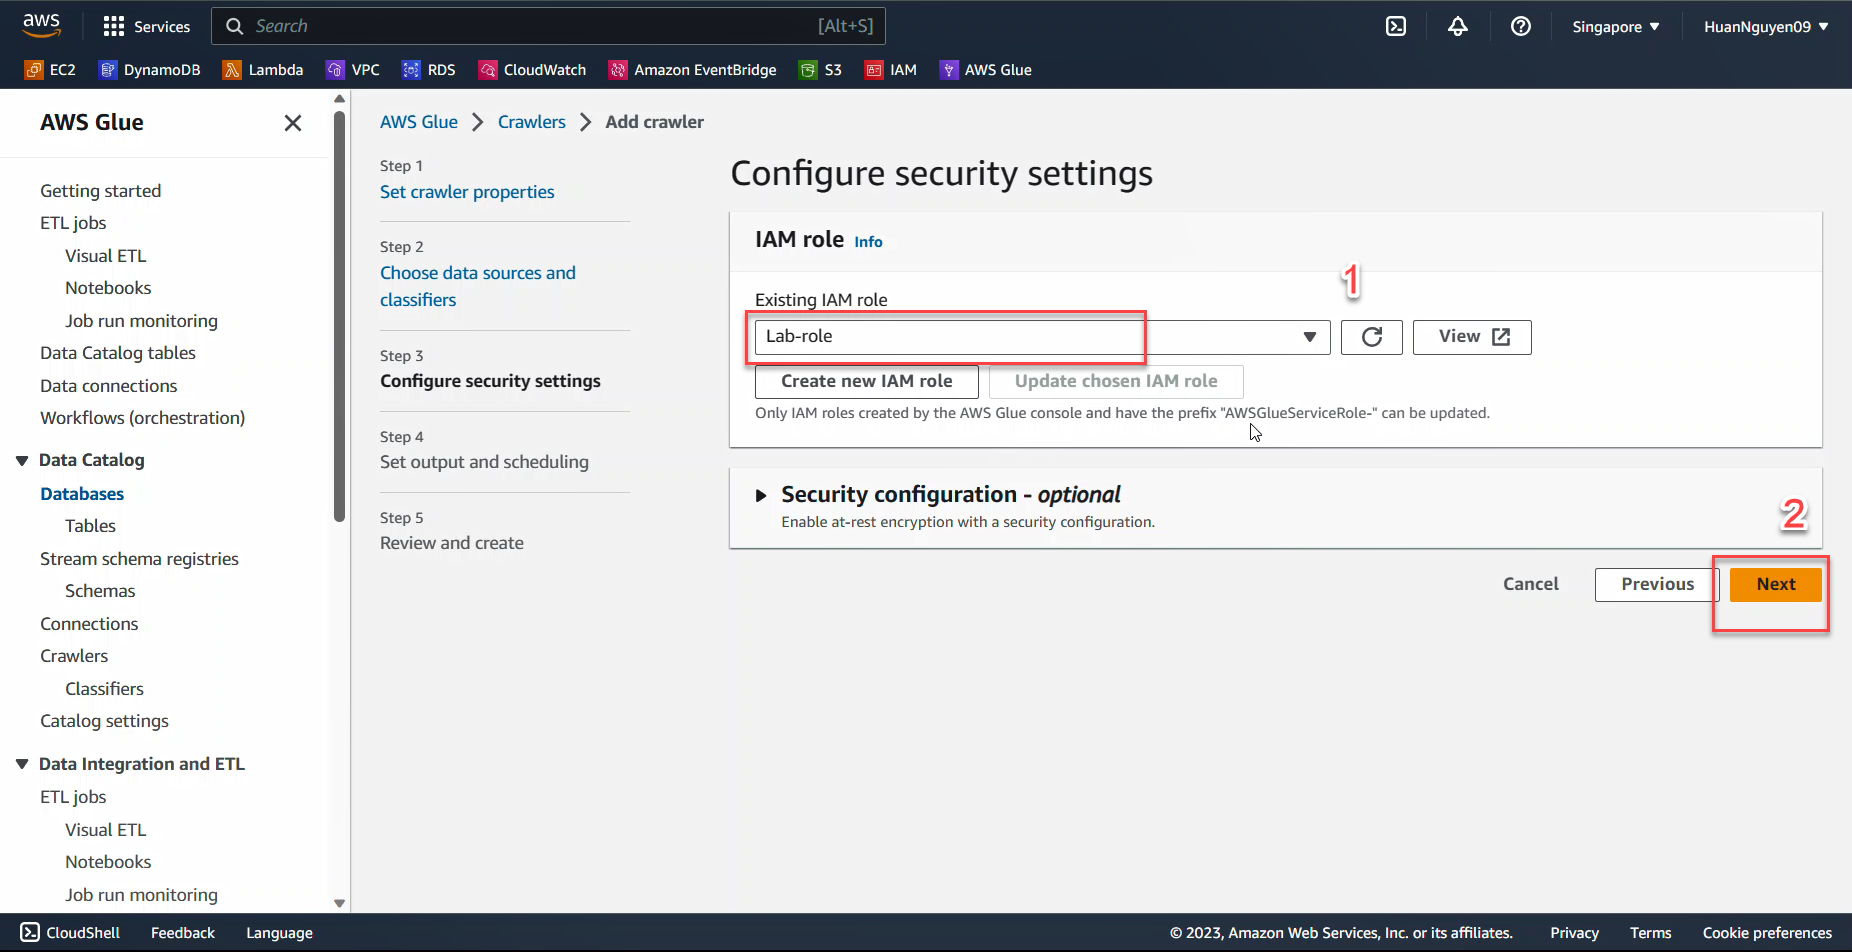 aws
Services
Search
[Alt+S]
Singapore
HuanNguyen09
EC2
DynamoDB
Lambda
VPC
RDS
CloudWatch
Amazon EventBridge
S3
IAM
AWS Glue
AWS Glue
Getting started
ETL jobs
Visual ETL
Notebooks
Job run monitoring
Data Catalog tables
Data connections
Workflows (orchestration)
Data Catalog
Databases
Tables
Stream schema registries
Schemas
Connections
Crawlers
Classifiers
Catalog settings
Data Integration and ETL
ETL jobs
Visual ETL
Notebooks
Job run monitoring
AWS Glue
Crawlers
Add crawler
Step 1
Set crawler properties
Step 2
Choose data sources and
classifiers
Step 3
Configure security settings
Step 4
Set output and scheduling
Step 5
Review and create
Configure security settings
IAM role Info
1
Existing IAM role
Lab-role
View
Create new IAM role
Update chosen IAM role
Only IAM roles created by the AWS Glue console and have the prefix "AWSGlueServiceRole-" can be updated.
Security configuration - optional
Enable at-rest encryption with a security configuration.
2
Cancel
Previous
Next
CloudShell
Feedback
Language
© 2023, Amazon Web Services, Inc. or its affiliates.
Privacy
Terms
Cookie preferences